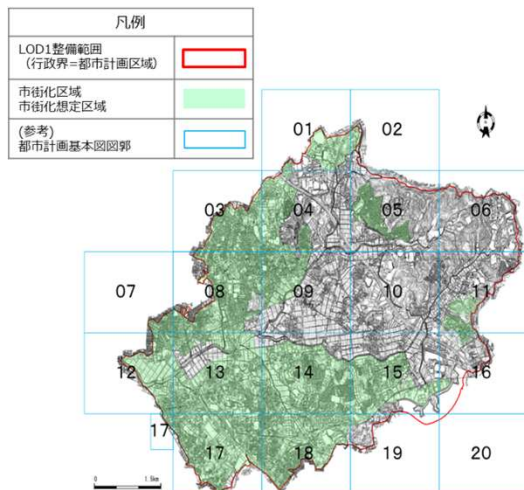 凡例
LOD1整備範囲
(行政界=都市計画区域)
市街化区域
市街化想定区域
(参考)
都市計画基本図図郭
01 02
03 04 05 06
07 08 09 10 11
12 13 14 15 16
17
17 18 19 20
0 1.5km